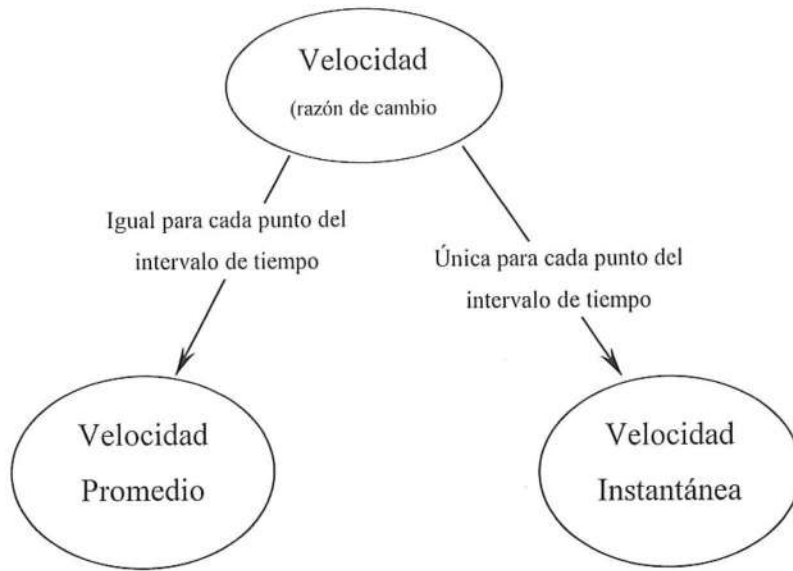 Velocidad
(razón de cambio
Igual para cada punto del
intervalo de tiempo
Única para cada punto del
intervalo de tiempo
Velocidad
Promedio
Velocidad
Instantánea